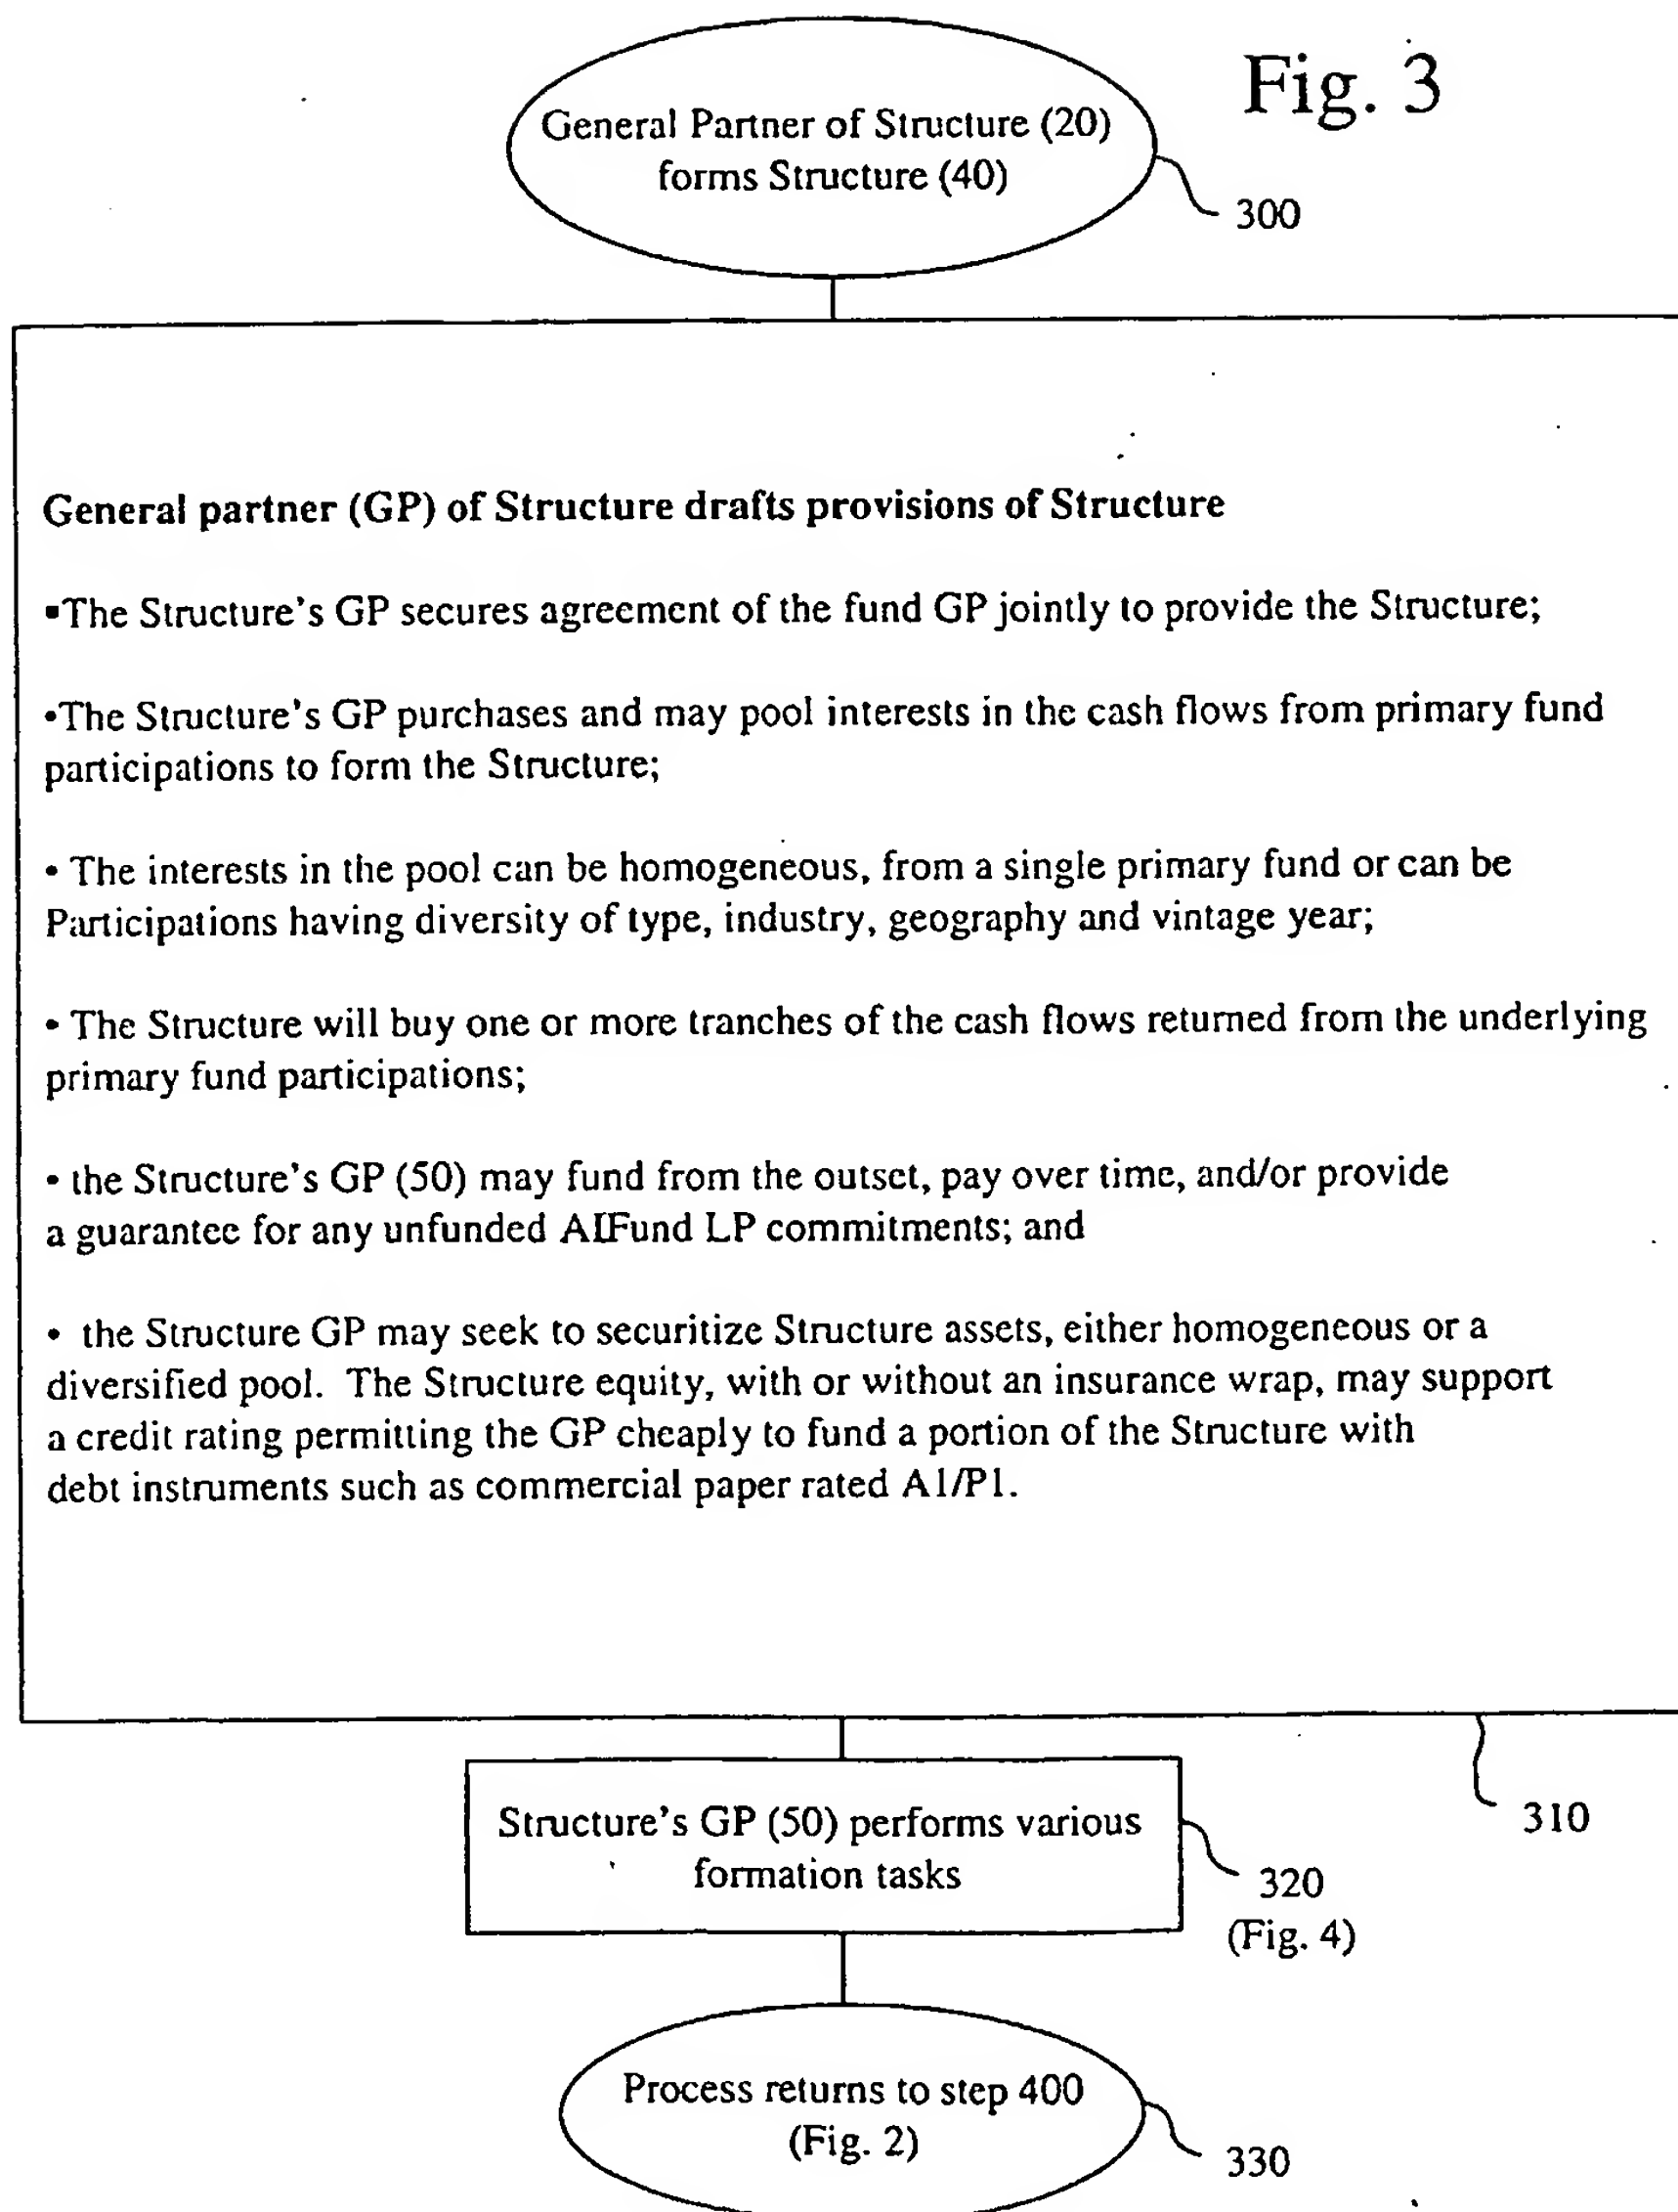 Fig. 3
General Partner of Structure (20)
forms Structure (40)
300
General partner (GP) of Structure drafts provisions of Structure
▪The Structure's GP secures agreement of the fund GP jointly to provide the Structure;
•The Structure's GP purchases and may pool interests in the cash flows from primary fund
participations to form the Structure;
• The interests in the pool can be homogeneous, from a single primary fund or can be
Participations having diversity of type, industry, geography and vintage year;
• The Structure will buy one or more tranches of the cash flows returned from the underlying
primary fund participations;
• the Structure's GP (50) may fund from the outset, pay over time, and/or provide
a guarantee for any unfunded AIFund LP commitments; and
• the Structure GP may seek to securitize Structure assets, either homogeneous or a
diversified pool. The Structure equity, with or without an insurance wrap, may support
a credit rating permitting the GP cheaply to fund a portion of the Structure with
debt instruments such as commercial paper rated A1/P1.
310
Structure's GP (50) performs various
formation tasks
320
(Fig. 4)
Process returns to step 400
(Fig. 2)
330